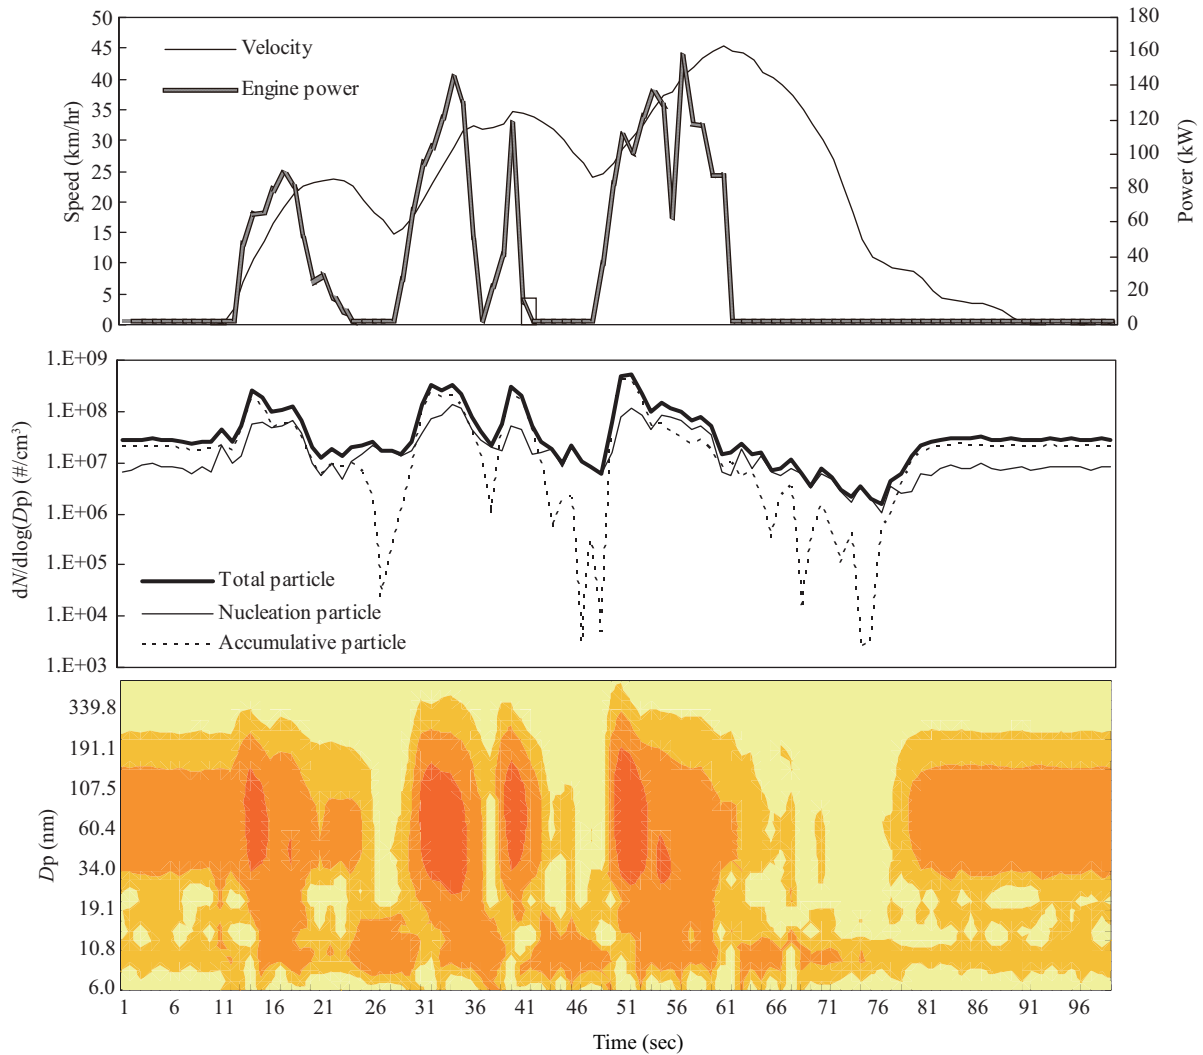 50
45
40
35
30
25
20
15
10
5
0
Speed (km/hr)
Velocity
Engine power
180
160
140
120
100
80
60
40
20
0
Power (kW)
1.E+09
1.E+08
1.E+07
1.E+06
1.E+05
1.E+04
1.E+03
dN/dlog(Dp) (#/cm³)
Total particle
Nucleation particle
Accumulative particle
339.8
191.1
107.5
60.4
34.0
19.1
10.8
6.0
Dp (nm)
1 6 11 16 21 26 31 36 41 46 51 56 61 66 71 76 81 86 91 96
Time (sec)